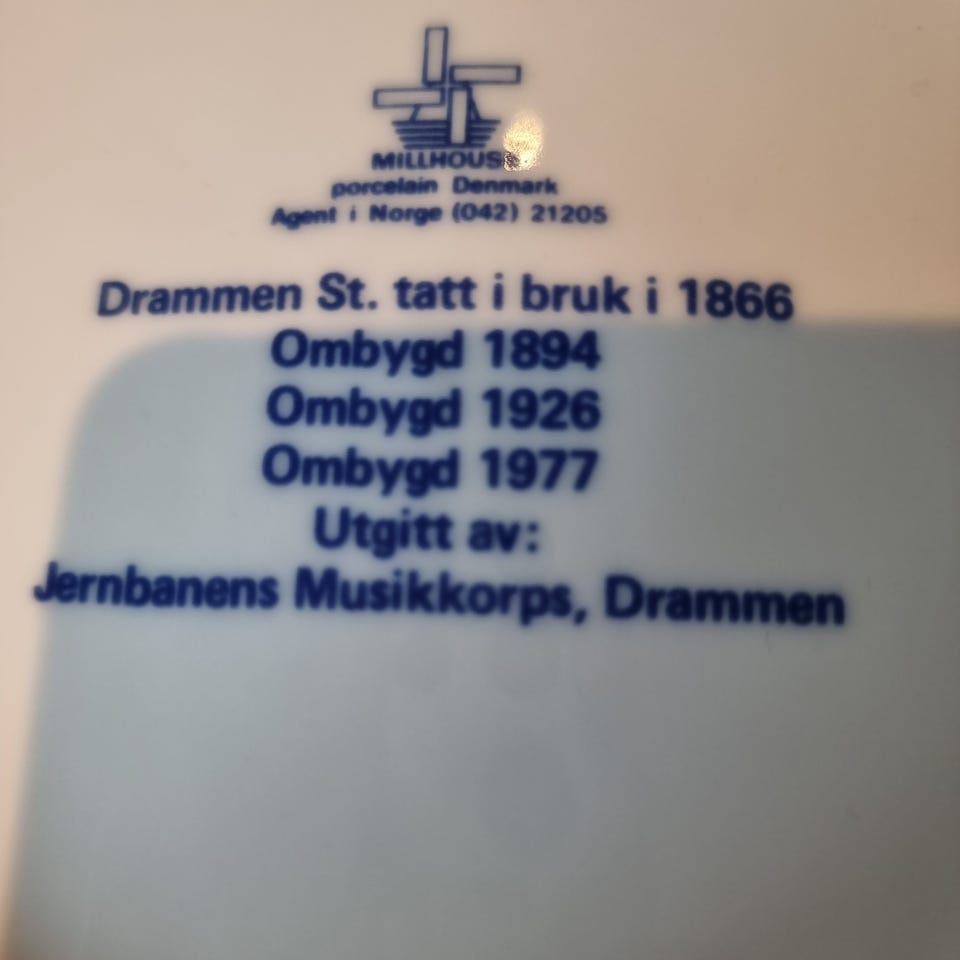 MILLHOUSE
porcelain Denmark
Agent i Norge (042) 21205
Drammen St. tatt i bruk i 1866
Ombygd 1894
Ombygd 1926
Ombygd 1977
Utgitt av:
Jernbanens Musikkorps, Drammen